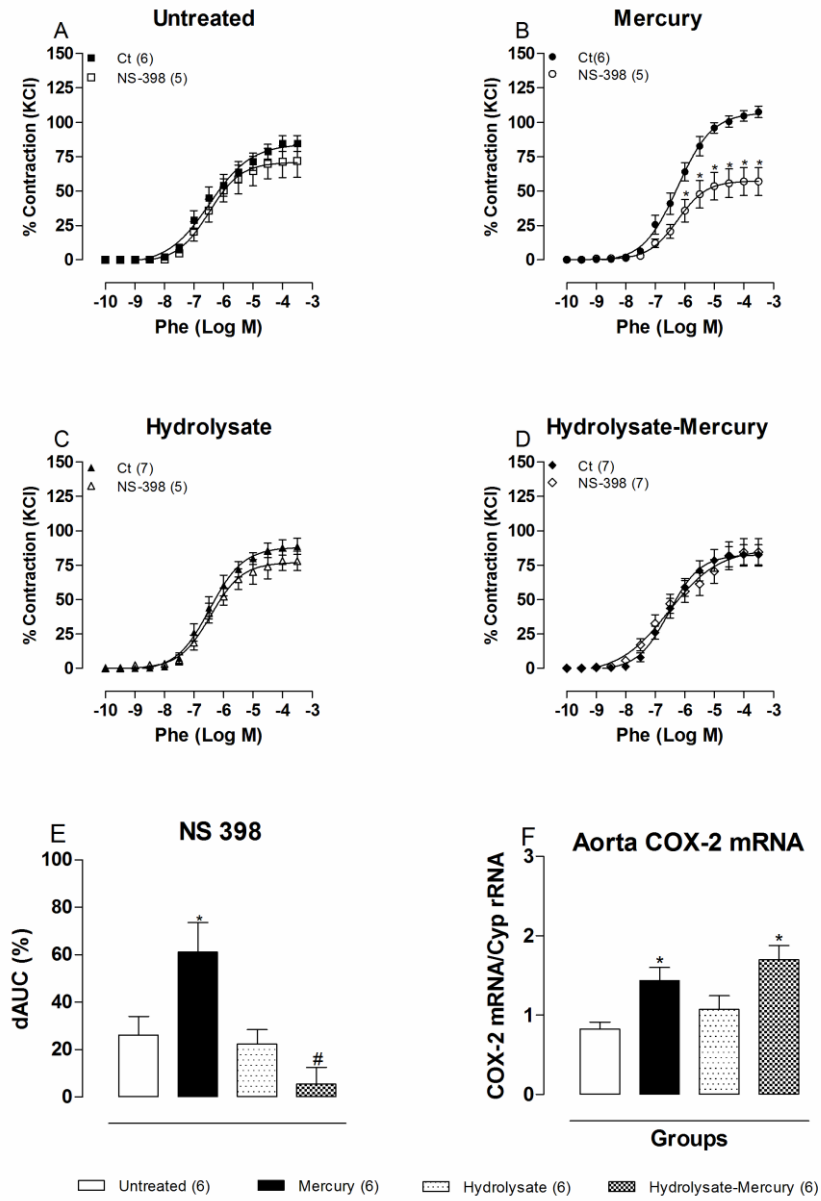 A
Untreated
Ct (6)
NS-398 (5)
% Contraction (KCl)
150
125
100
75
50
25
0
-10 -9 -8 -7 -6 -5 -4 -3
Phe (Log M)
B
Mercury
Ct(6)
NS-398 (5)
% Contraction (KCl)
150
125
100
75
50
25
0
* * * * * *
-10 -9 -8 -7 -6 -5 -4 -3
Phe (Log M)
C
Hydrolysate
Ct (7)
NS-398 (5)
% Contraction (KCl)
150
125
100
75
50
25
0
-10 -9 -8 -7 -6 -5 -4 -3
Phe (Log M)
D
Hydrolysate-Mercury
Ct (7)
NS-398 (7)
% Contraction (KCl)
150
125
100
75
50
25
0
-10 -9 -8 -7 -6 -5 -4 -3
Phe (Log M)
E
NS 398
dAUC (%)
100
80
60
40
20
0
*
#
F
Aorta COX-2 mRNA
COX-2 mRNA/Cyp rRNA
3
2
1
0
*
*
Groups
Untreated (6) Mercury (6) Hydrolysate (6) Hydrolysate-Mercury (6)